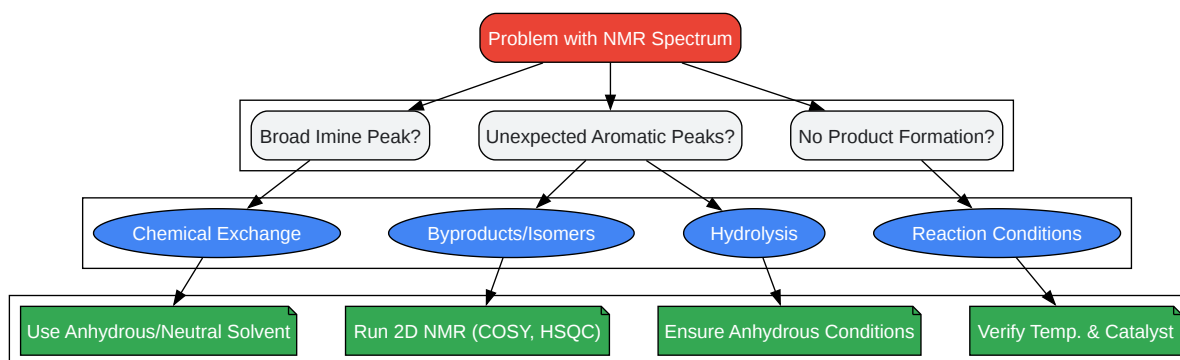 Problem with NMR Spectrum
Broad Imine Peak?
Unexpected Aromatic Peaks?
No Product Formation?
Chemical Exchange
Byproducts/Isomers
Hydrolysis
Reaction Conditions
Use Anhydrous/Neutral Solvent
Run 2D NMR (COSY, HSQC)
Ensure Anhydrous Conditions
Verify Temp. & Catalyst